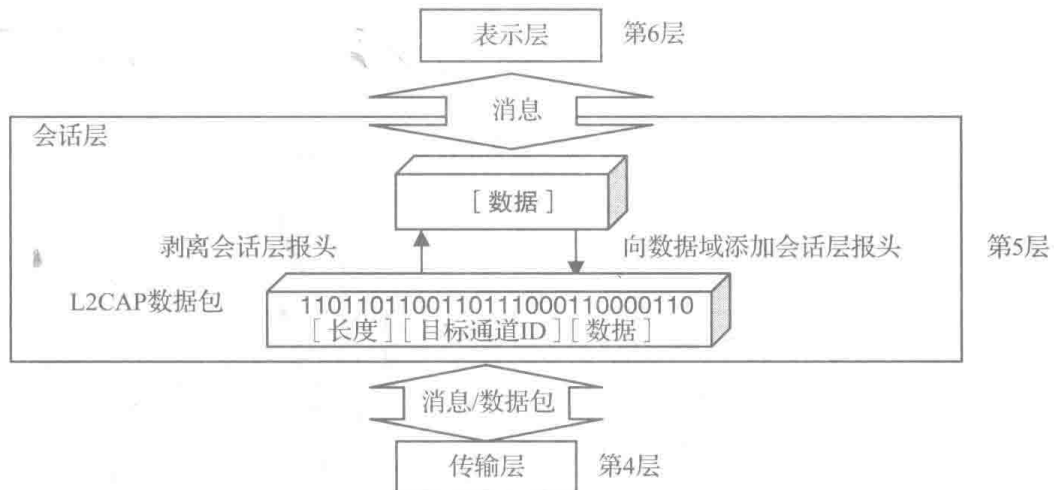 表示层 第6层
消息
会话层
[数据]
剥离会话层报头 向数据域添加会话层报头 第5层
L2CAP数据包
1101101100110111000110000110
[长度][目标通道ID][数据]
消息/数据包
传输层 第4层